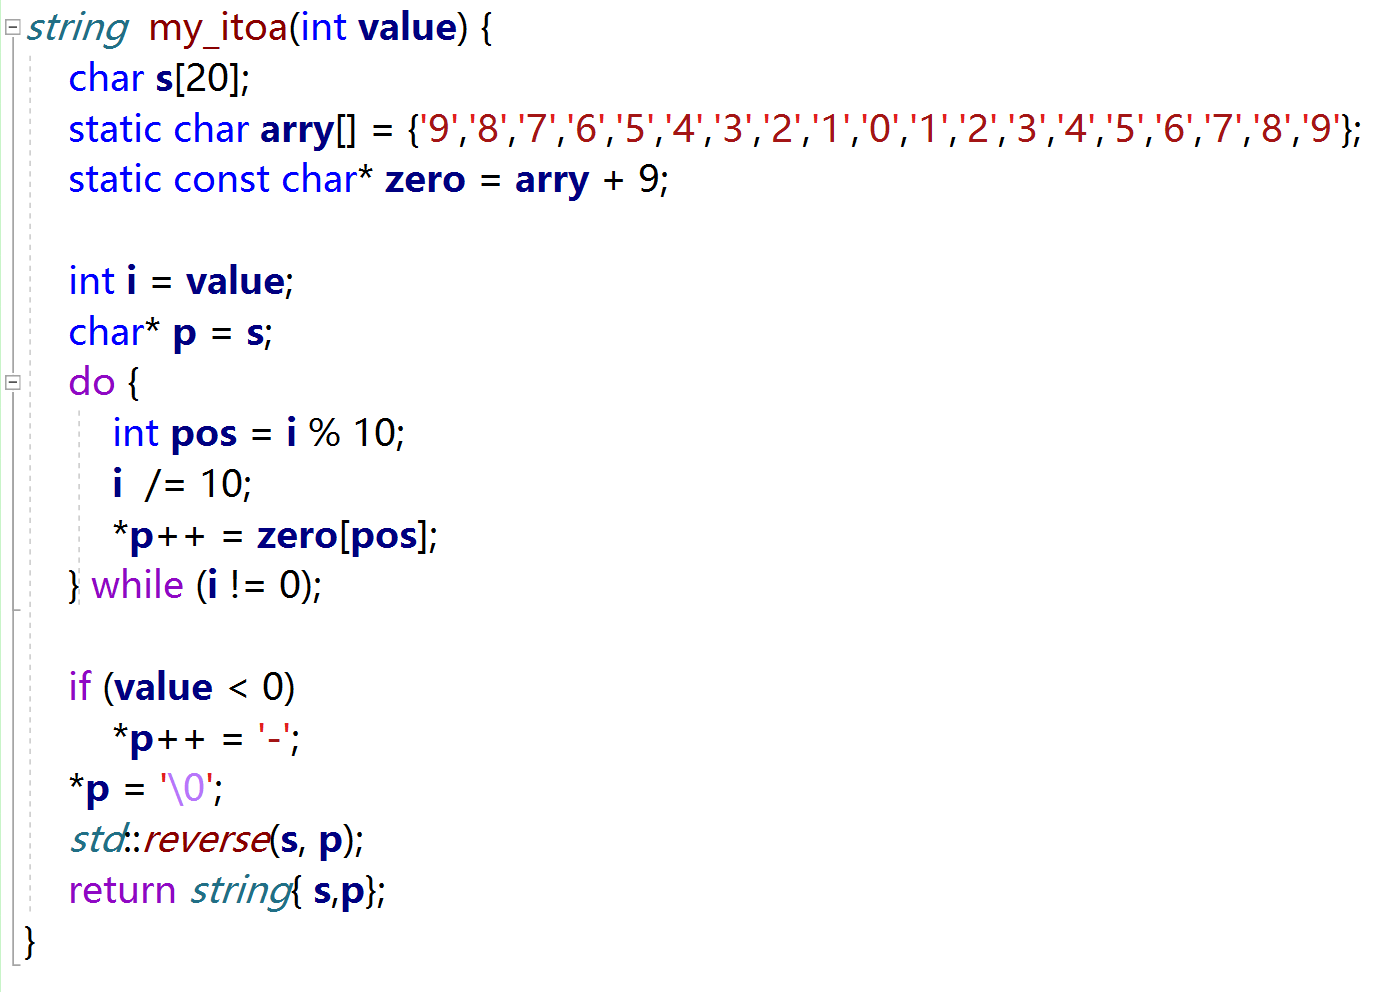 string my_itoa(int value) {
char s[20];
static char arry[] = {'9','8','7','6','5','4','3','2','1','0','1','2','3','4','5','6','7','8','9'};
static const char* zero = arry + 9;
int i = value;
char* p = s;
do {
int pos = i % 10;
i /= 10;
*p++ = zero[pos];
} while (i != 0);
if (value < 0)
*p++ = '-';
*p = '\0';
std::reverse(s, p);
return string{ s,p};
}